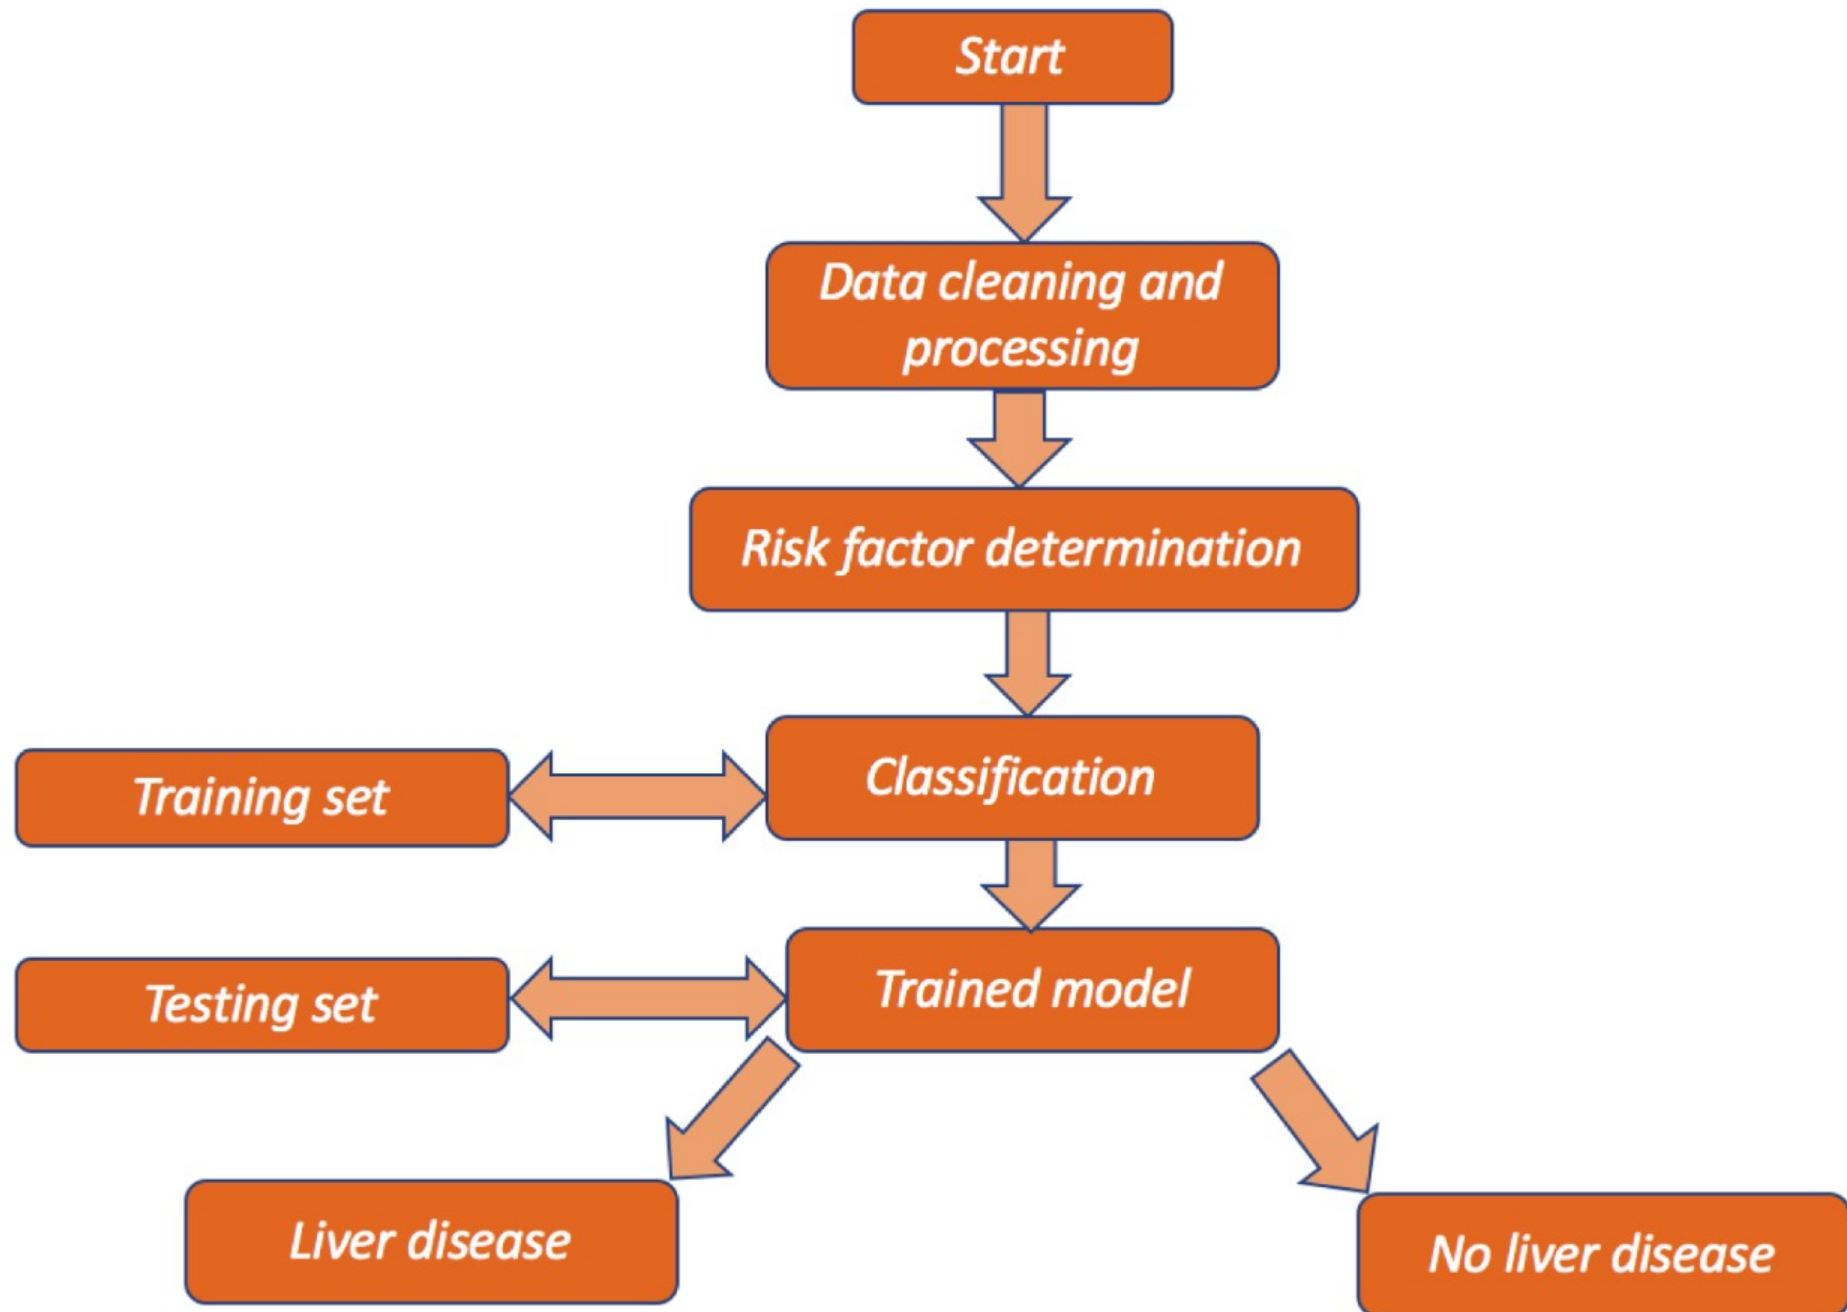 Start
Data cleaning and
processing
Risk factor determination
Classification
Training set
Trained model
Testing set
Liver disease
No liver disease